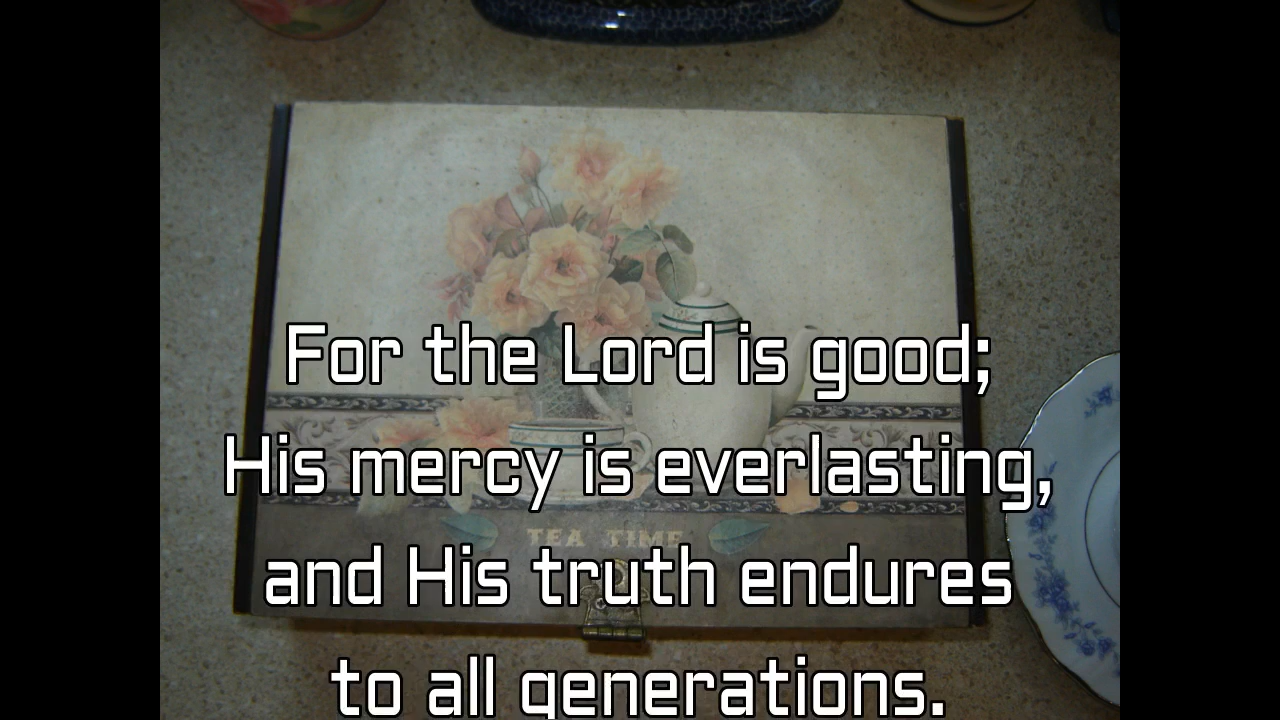 For the Lord is good;
His mercy is everlasting,
TEA TIME
and His truth endures
to all generations.